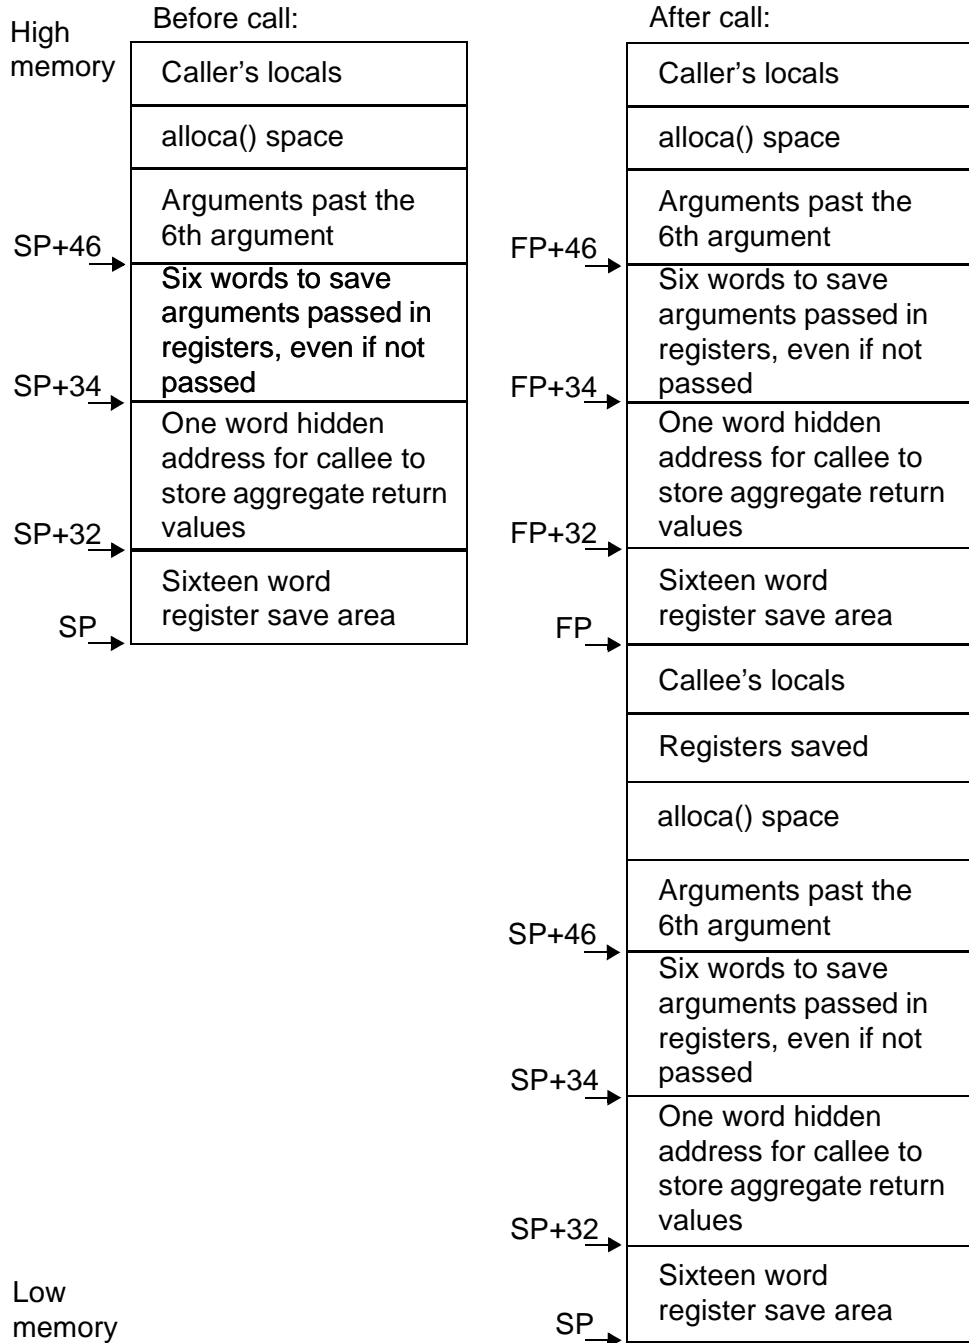 High
memory
Before call:
Caller's locals
alloca() space
Arguments past the
6th argument
SP+46
Six words to save
arguments passed in
registers, even if not
passed
SP+34
One word hidden
address for callee to
store aggregate return
values
SP+32
Sixteen word
register save area
SP
After call:
Caller's locals
alloca() space
Arguments past the
6th argument
FP+46
Six words to save
arguments passed in
registers, even if not
passed
FP+34
One word hidden
address for callee to
store aggregate return
values
FP+32
Sixteen word
register save area
FP
Callee's locals
Registers saved
alloca() space
Arguments past the
6th argument
SP+46
Six words to save
arguments passed in
registers, even if not
passed
SP+34
One word hidden
address for callee to
store aggregate return
values
SP+32
Sixteen word
register save area
SP
Low
memory